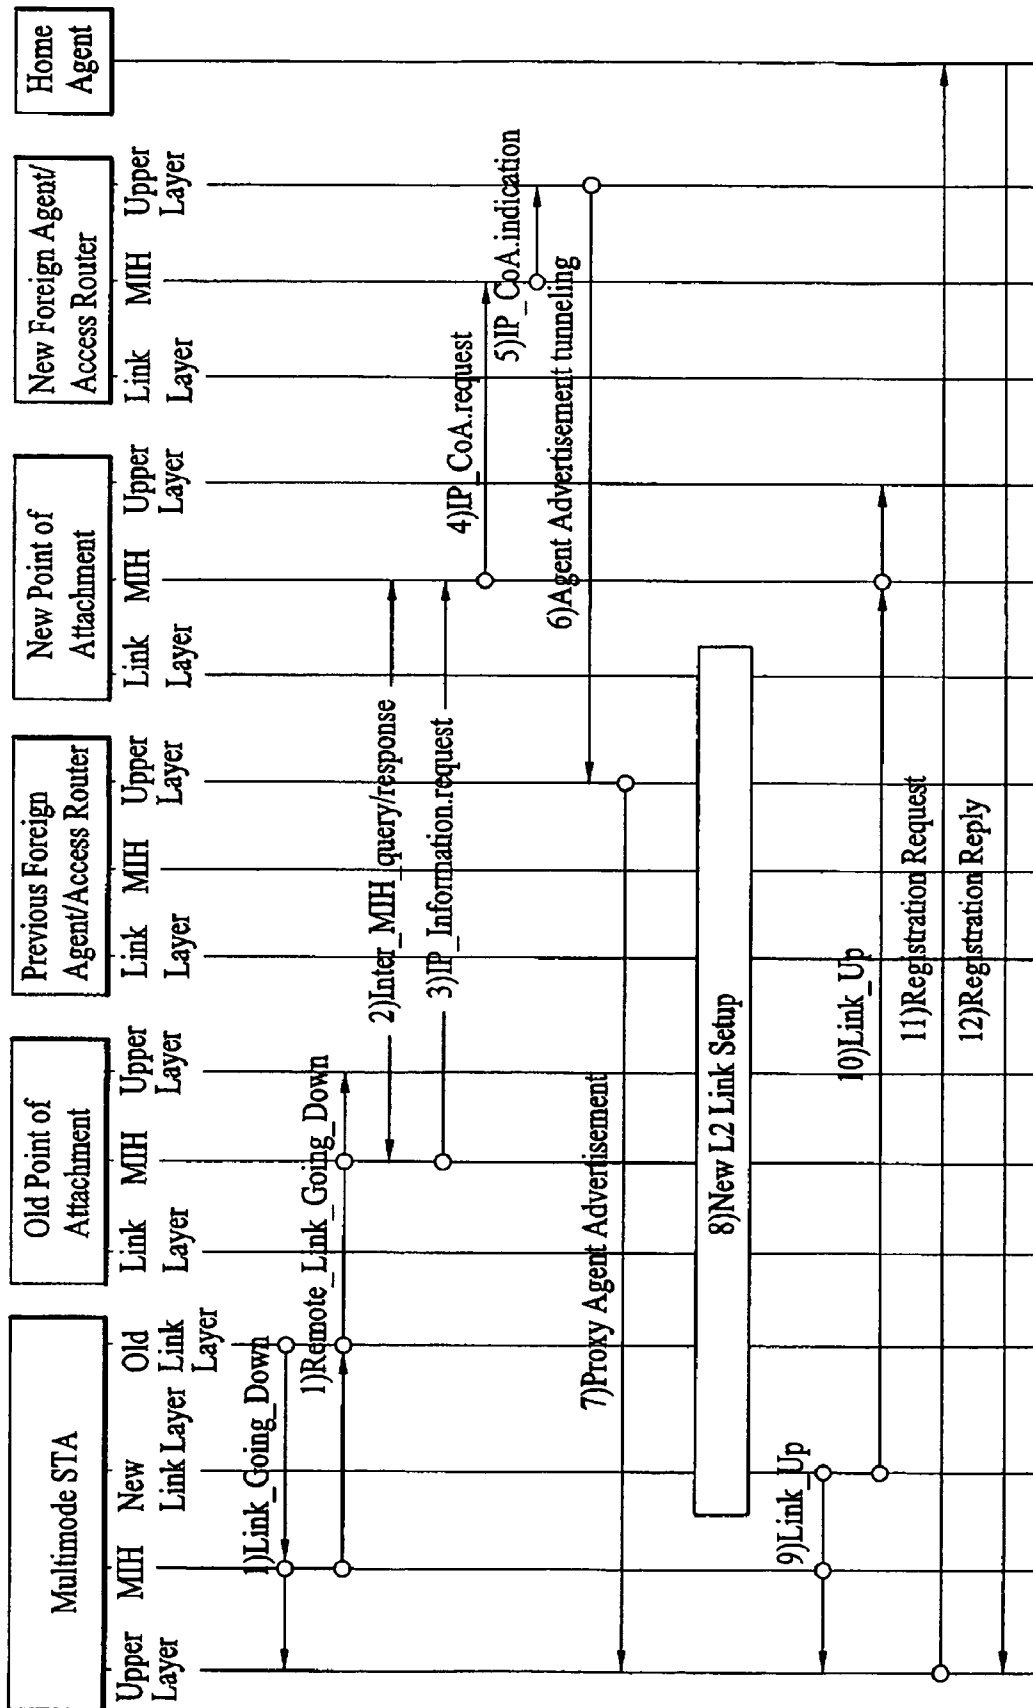 Multimode STA
Old Point of
Attachment
Previous Foreign
Agent/Access Router
New Point of
Attachment
New Foreign Agent/
Access Router
Home
Agent
Upper
Layer
MIH
New
Link Layer
Old
Link
Layer
Link
Layer
MIH
Upper
Layer
Link
Layer
MIH
Upper
Layer
Link
Layer
MIH
Upper
Layer
Link
Layer
MIH
Upper
Layer
1)Link_Going_Down
1)Remote_Link_Going_Down
2)Inter_MIH_query/response
3)IP_Information.request
4)IP_CoA.request
5)IP_CoA.indication
6)Agent Advertisement tunneling
7)Proxy Agent Advertisement
8)New L2 Link Setup
9)Link_Up
10)Link_Up
11)Registration Request
12)Registration Reply